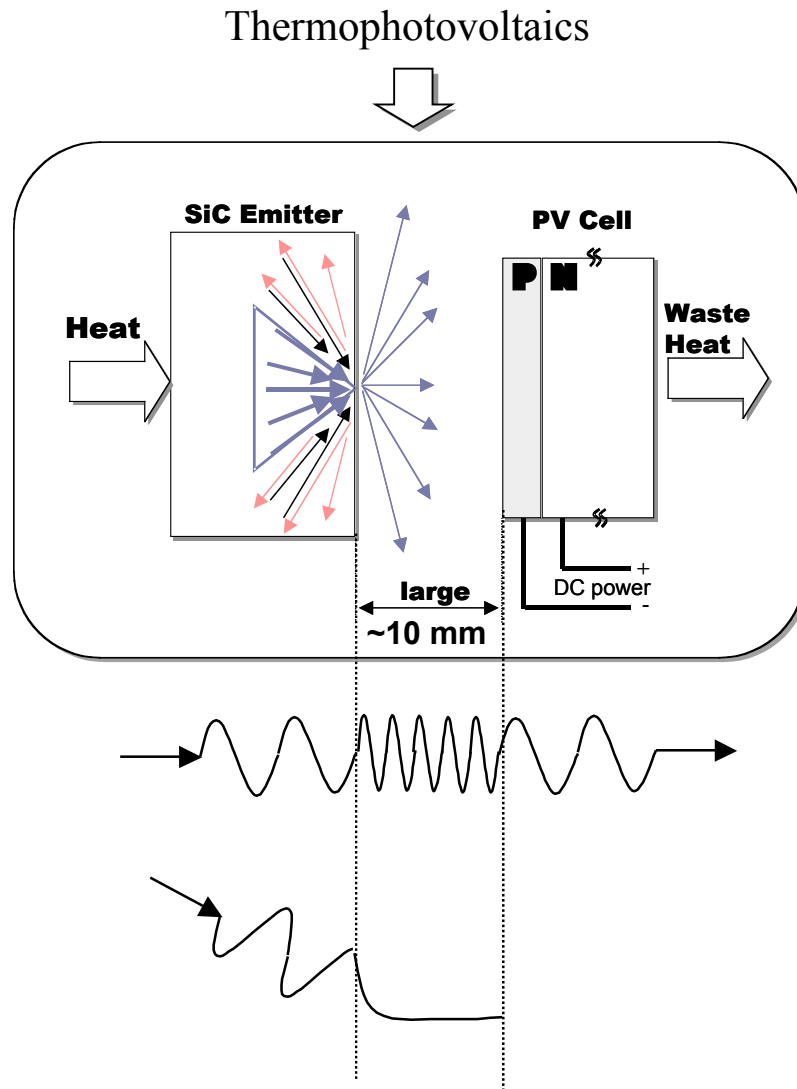 Thermophotovoltaics
SiC Emitter
PV Cell
P N
Heat
Waste
Heat
+
DC power
-
large
~10 mm